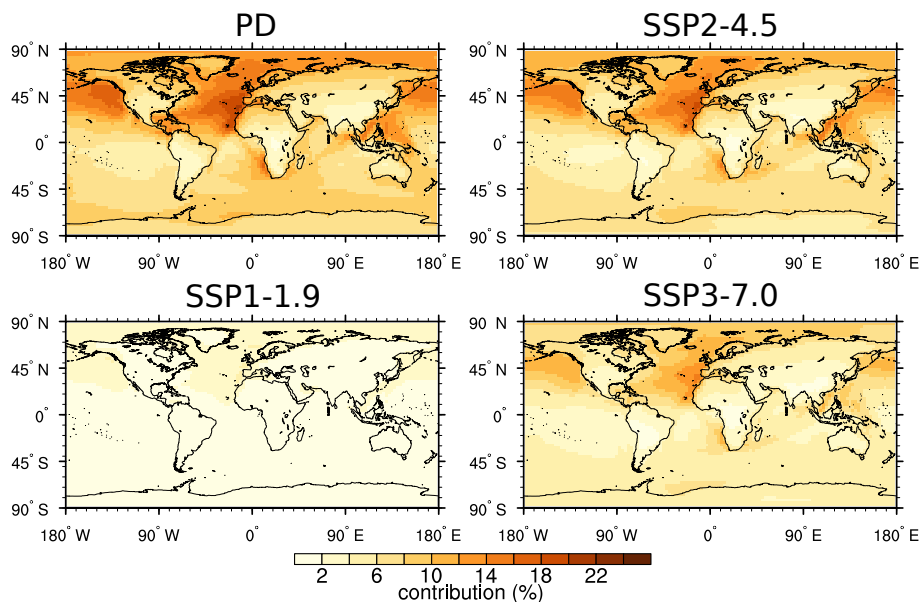 PD
SSP2-4.5
90° N
45° N
0°
45° S
90° S
180° W
90° W
0°
90° E
180° E
90° N
45° N
0°
45° S
90° S
180° W
90° W
0°
90° E
180° E
SSP1-1.9
SSP3-7.0
90° N
45° N
0°
45° S
90° S
180° W
90° W
0°
90° E
180° E
90° N
45° N
0°
45° S
90° S
180° W
90° W
0°
90° E
180° E
2 6 10 14 18 22
contribution (%)